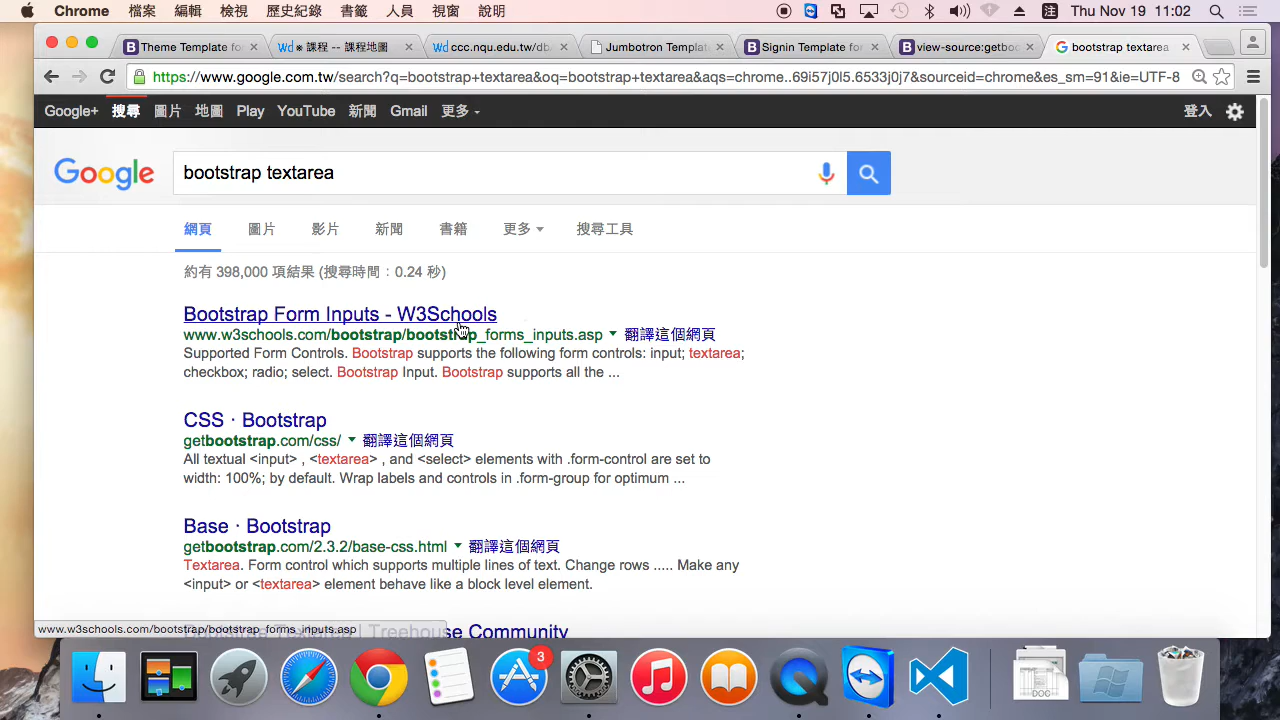 Chrome 檔案 編輯 檢視 歷史紀錄 書籤 人員 視窗 說明 Thu Nov 19 11:02
Theme Template fo Wd ※ 課程 -- 課程地圖 Wd ccc.nqu.edu.tw/db Jumbotron Templat Signin Template for view-source:getboo bootstrap textarea
https://www.google.com.tw/search?q=bootstrap+textarea&oq=bootstrap+textarea&aqs=chrome..69i57j0l5.6533j0j7&sourceid=chrome&es_sm=91&ie=UTF-8
Google+ 搜尋 圖片 地圖 Play YouTube 新聞 Gmail 更多 登入
Google bootstrap textarea
網頁 圖片 影片 新聞 書籍 更多 搜尋工具
約有 398,000 項結果 (搜尋時間：0.24 秒)
Bootstrap Form Inputs - W3Schools
www.w3schools.com/bootstrap/bootstrap_forms_inputs.asp 翻譯這個網頁
Supported Form Controls. Bootstrap supports the following form controls: input; textarea;
checkbox; radio; select. Bootstrap Input. Bootstrap supports all the ...
CSS · Bootstrap
getbootstrap.com/css/ 翻譯這個網頁
All textual <input> , <textarea> , and <select> elements with .form-control are set to
width: 100%; by default. Wrap labels and controls in .form-group for optimum ...
Base · Bootstrap
getbootstrap.com/2.3.2/base-css.html 翻譯這個網頁
Textarea. Form control which supports multiple lines of text. Change rows ..... Make any
<input> or <textarea> element behave like a block level element.
www.w3schools.com/bootstrap/bootstrap_forms_inputs.asp
Community
3
DOC